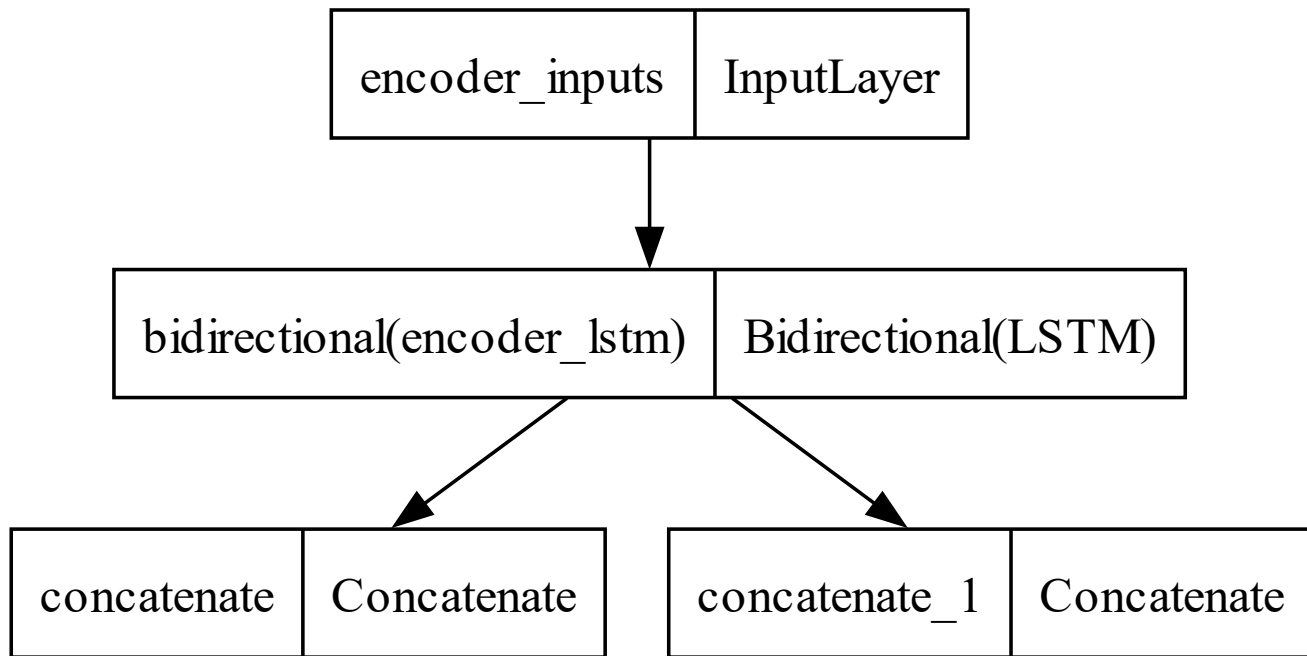 encoder_inputs InputLayer
bidirectional(encoder_lstm) Bidirectional(LSTM)
concatenate Concatenate concatenate_1 Concatenate